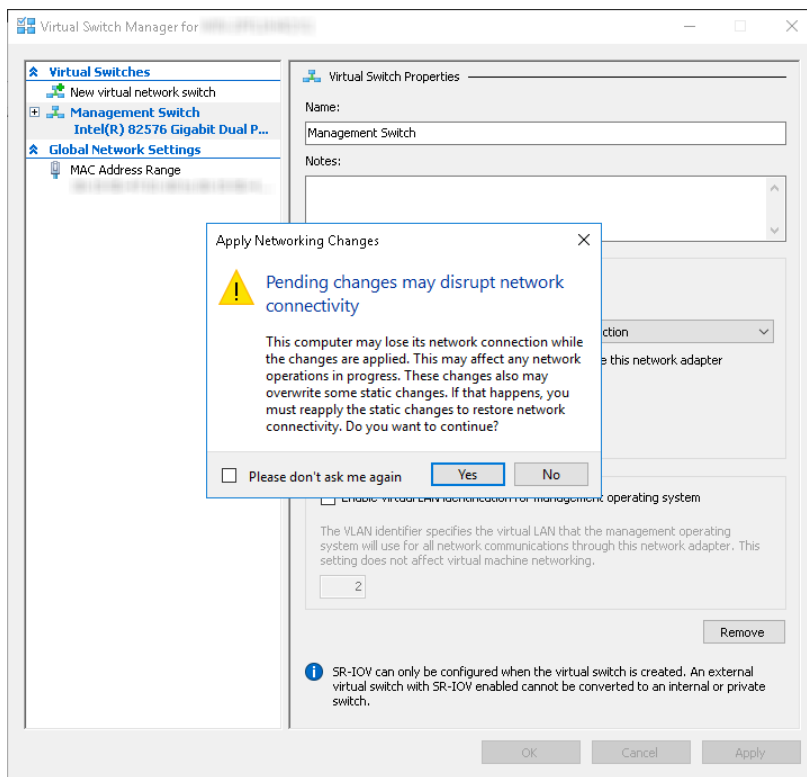 Virtual Switch Manager for
Virtual Switches
New virtual network switch
Management Switch
Intel(R) 82576 Gigabit Dual P...
Global Network Settings
MAC Address Range
Virtual Switch Properties
Name:
Management Switch
Notes:
ction
e this network adapter
Apply Networking Changes
Pending changes may disrupt network
connectivity
This computer may lose its network connection while
the changes are applied. This may affect any network
operations in progress. These changes also may
overwrite some static changes. If that happens, you
must reapply the static changes to restore network
connectivity. Do you want to continue?
Please don't ask me again
Yes
No
Enable virtual LAN identification for management operating system
The VLAN identifier specifies the virtual LAN that the management operating
system will use for all network communications through this network adapter. This
setting does not affect virtual machine networking.
2
Remove
SR-IOV can only be configured when the virtual switch is created. An external
virtual switch with SR-IOV enabled cannot be converted to an internal or private
switch.
OK
Cancel
Apply